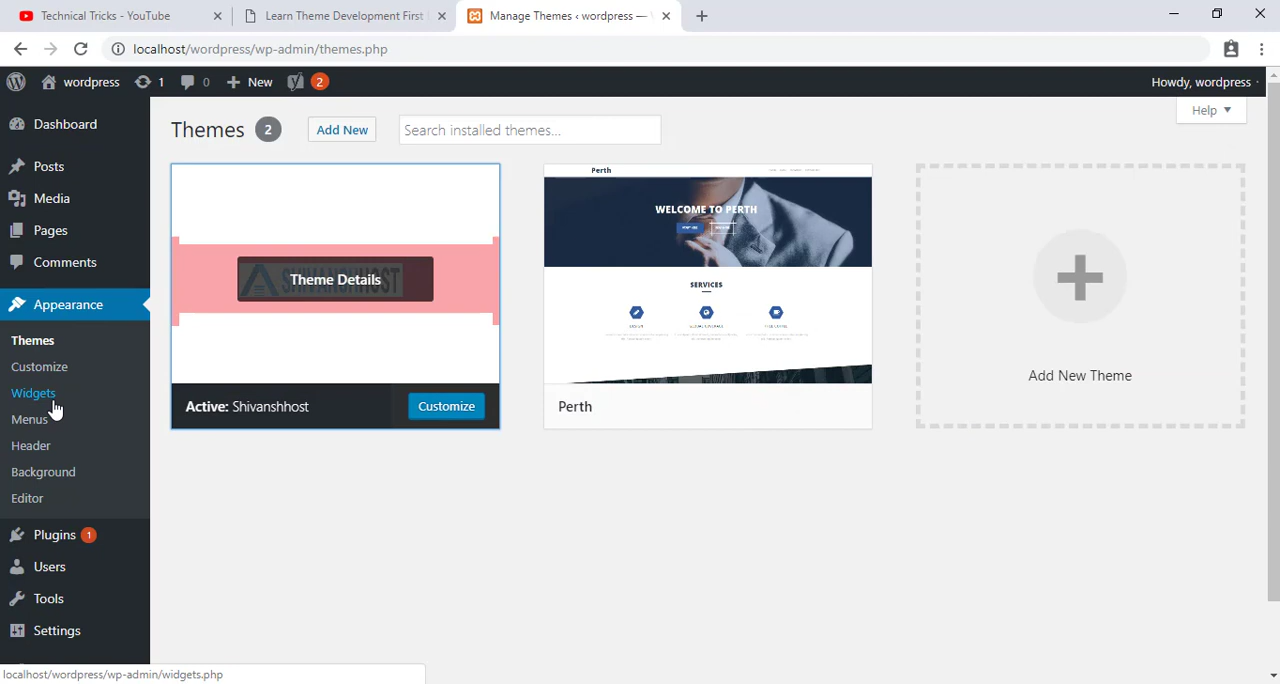 Technical Tricks - YouTube
Learn Theme Development First
Manage Themes ‹ wordpress —
localhost/wordpress/wp-admin/themes.php
wordpress 1 0 New 2
Howdy, wordpress
Help
Dashboard
Posts
Media
Pages
Comments
Appearance
Themes
Customize
Widgets
Menus
Header
Background
Editor
Plugins 1
Users
Tools
Settings
Themes 2
Add New
Search installed themes...
SHIVANSHHOST
Theme Details
Active: Shivanshhost
Customize
Perth
WELCOME TO PERTH
SERVICES
Perth
Add New Theme
localhost/wordpress/wp-admin/widgets.php